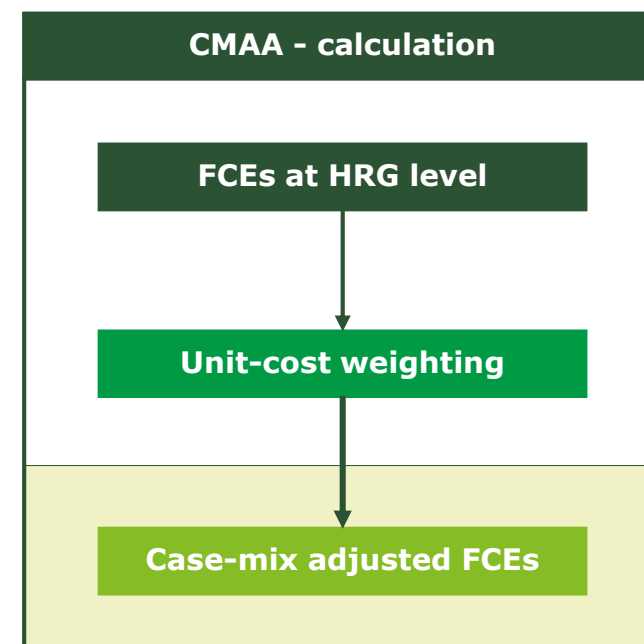 CMAA - calculation
FCEs at HRG level
Unit-cost weighting
Case-mix adjusted FCEs